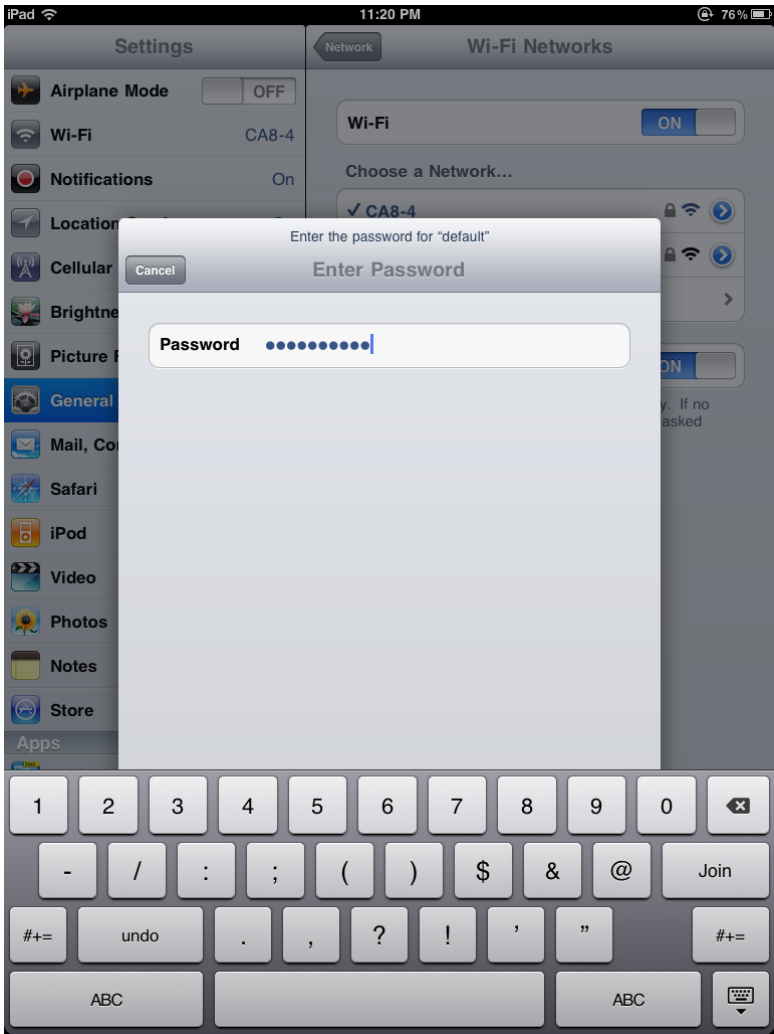 iPad 11:20 PM 76%
Settings
Network Wi-Fi Networks
Airplane Mode OFF
Wi-Fi ON
Wi-Fi CA8-4
Choose a Network...
Notifications On
✓ CA8-4
Location
Enter the password for “default”
Cellular
Cancel Enter Password
Brightne
Password ●●●●●●●●●●
Picture F
ON
General
y. If no
asked
Mail, Co
Safari
iPod
Video
Photos
Notes
Store
Apps
1 2 3 4 5 6 7 8 9 0
- / : ; ( ) $ & @ Join
#+= undo . , ? ! ' " #+=
ABC ABC